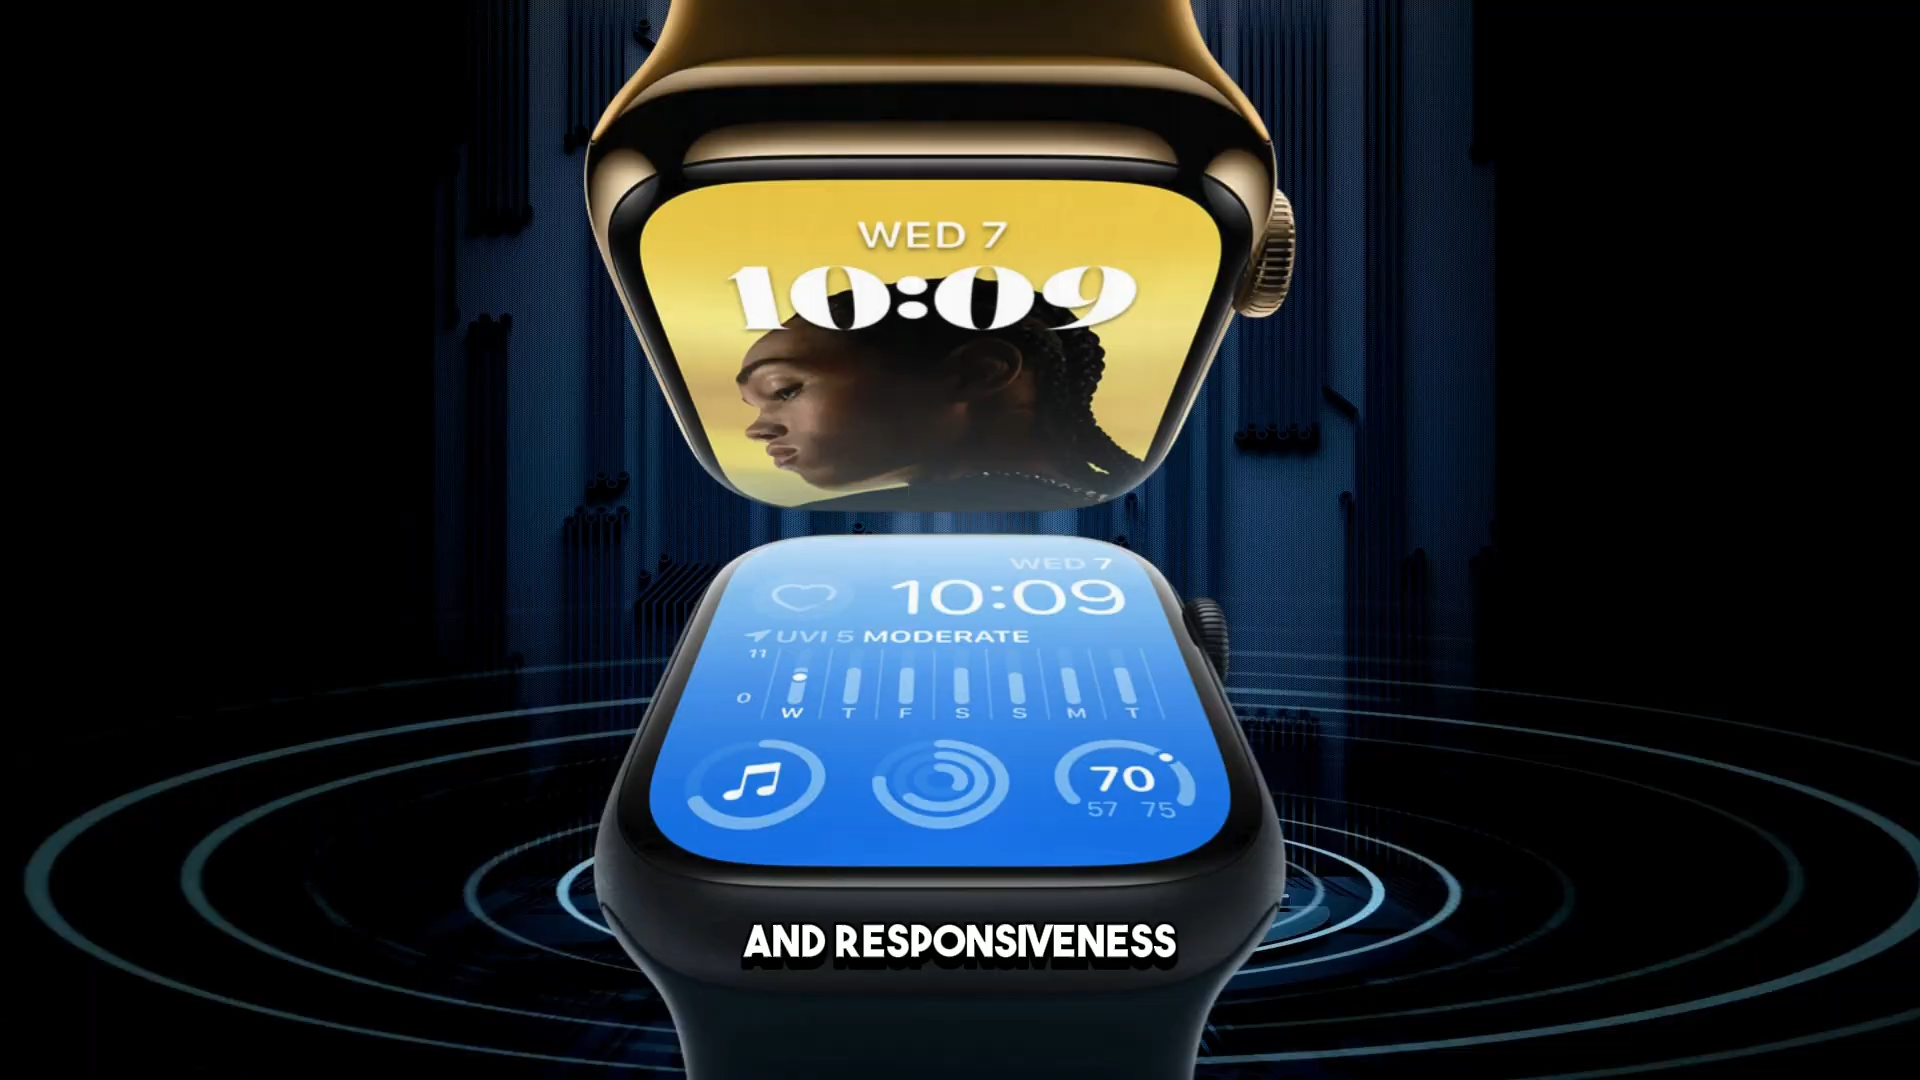 WED 7
10:09
WED 7
10:09
UVI 5 MODERATE
11
0
W T F S S M T
70
57 75
AND RESPONSIVENESS